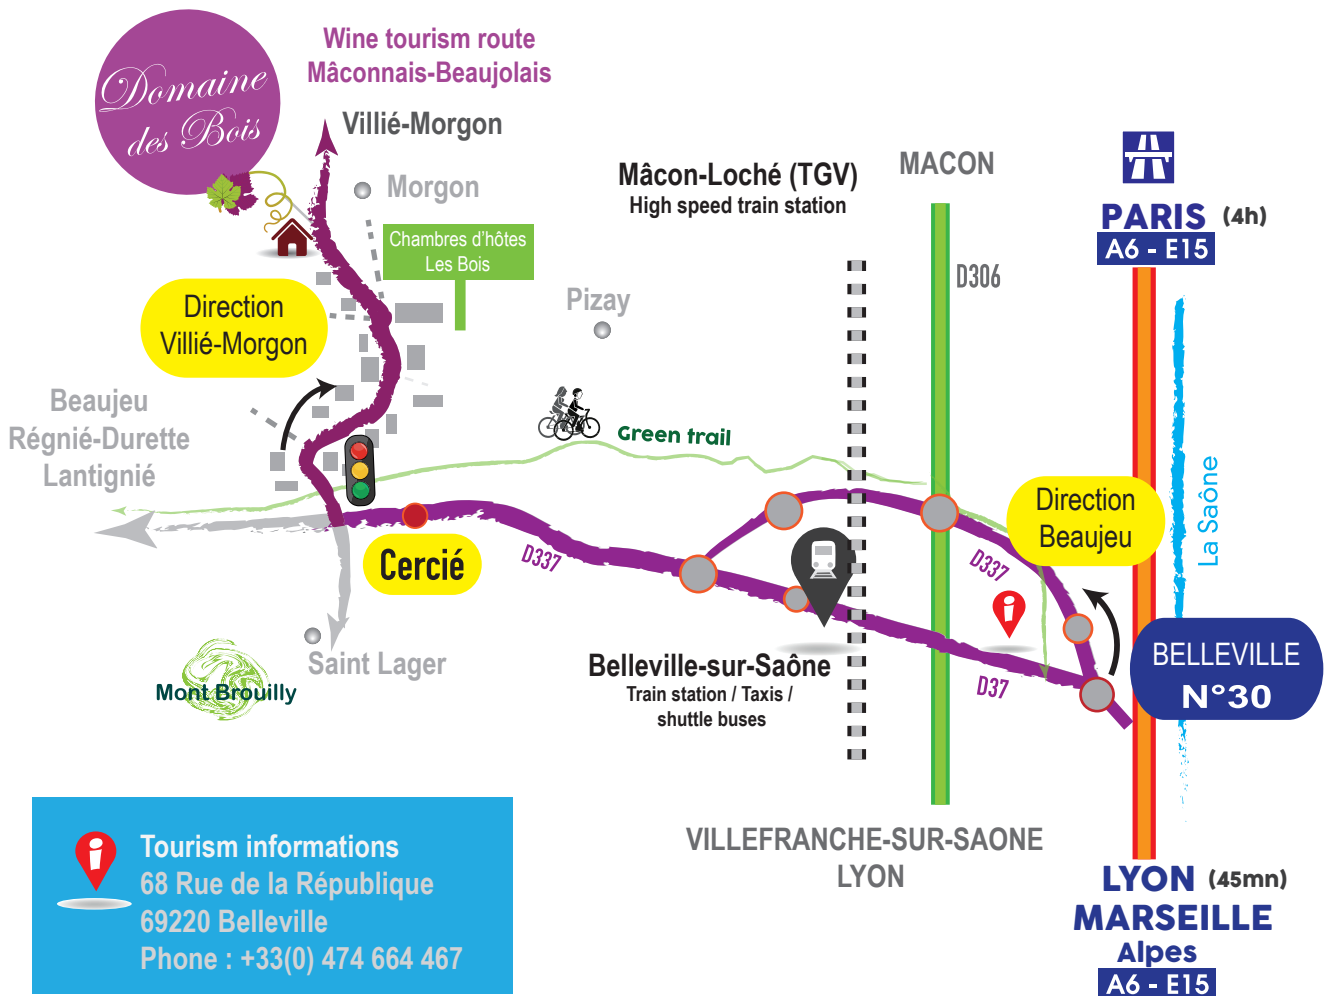 Wine tourism route
Mâconnais-Beaujolais
Domaine
des Bois
Villié-Morgon
Morgon
Chambres d'hôtes
Les Bois
Direction
Villié-Morgon
Beaujeu
Régnié-Durette
Lantignié
Pizay
Mâcon-Loché (TGV)
High speed train station
MACON
D306
PARIS (4h)
A6 - E15
Green trail
Direction
Beaujeu
La Saône
Cercié
D337
D337
Saint Lager
Mont Brouilly
Belleville-sur-Saône
Train station / Taxis /
shuttle buses
D37
BELLEVILLE
N°30
VILLEFRANCHE-SUR-SAONE
LYON
LYON (45mn)
MARSEILLE
Alpes
A6 - E15
Tourism informations
68 Rue de la République
69220 Belleville
Phone : +33(0) 474 664 467